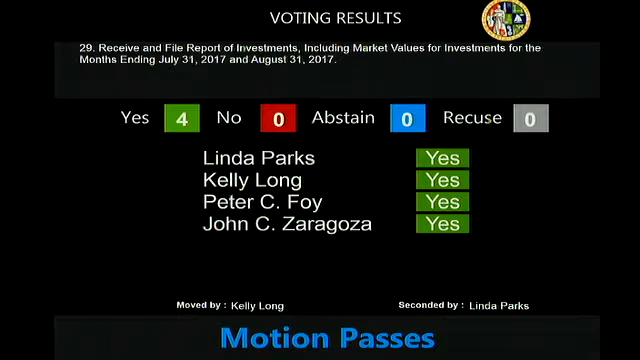 VOTING RESULTS
29. Receive and File Report of Investments, Including Market Values for Investments for the
Months Ending July 31, 2017 and August 31, 2017.
Yes 4 No 0 Abstain 0 Recuse 0
Linda Parks Yes
Kelly Long Yes
Peter C. Foy Yes
John C. Zaragoza Yes
Moved by : Kelly Long Seconded by : Linda Parks
Motion Passes